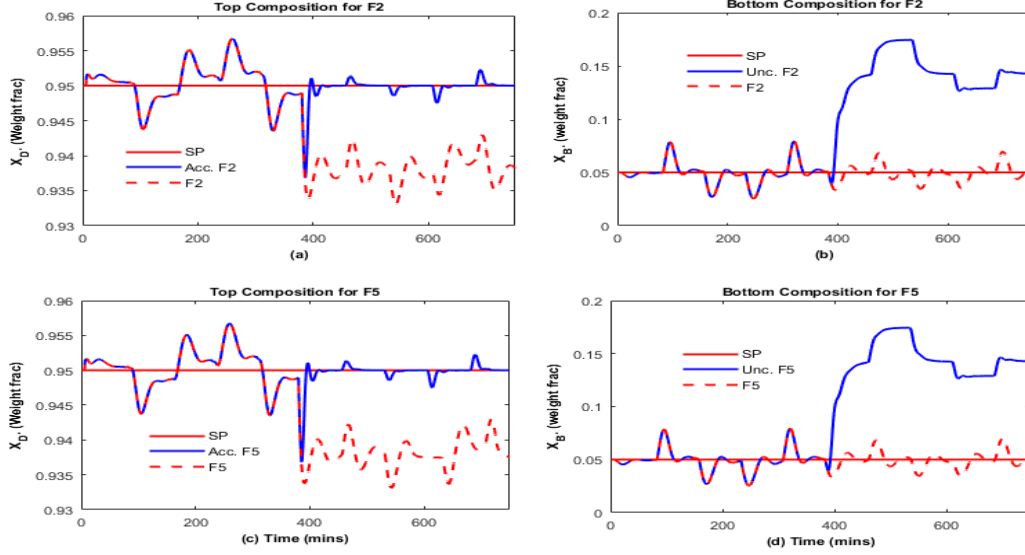 Top Composition for F2
0.96
0.955
0.95
0.945
0.94
0.935
0.93
X_D, (Weight frac)
SP
Acc. F2
F2
0
200
400
600
(a)
Bottom Composition for F2
0.2
0.15
0.1
0.05
0
X_B, (weight frac)
SP
Unc. F2
F2
0
200
400
600
(b)
Top Composition for F5
0.96
0.955
0.95
0.945
0.94
0.935
0.93
X_D, (Weight frac)
SP
Acc. F5
F5
0
200
400
600
(c) Time (mins)
Bottom Composition for F5
0.2
0.15
0.1
0.05
0
X_B, (weight frac)
SP
Unc. F5
F5
0
200
400
600
(d) Time (mins)